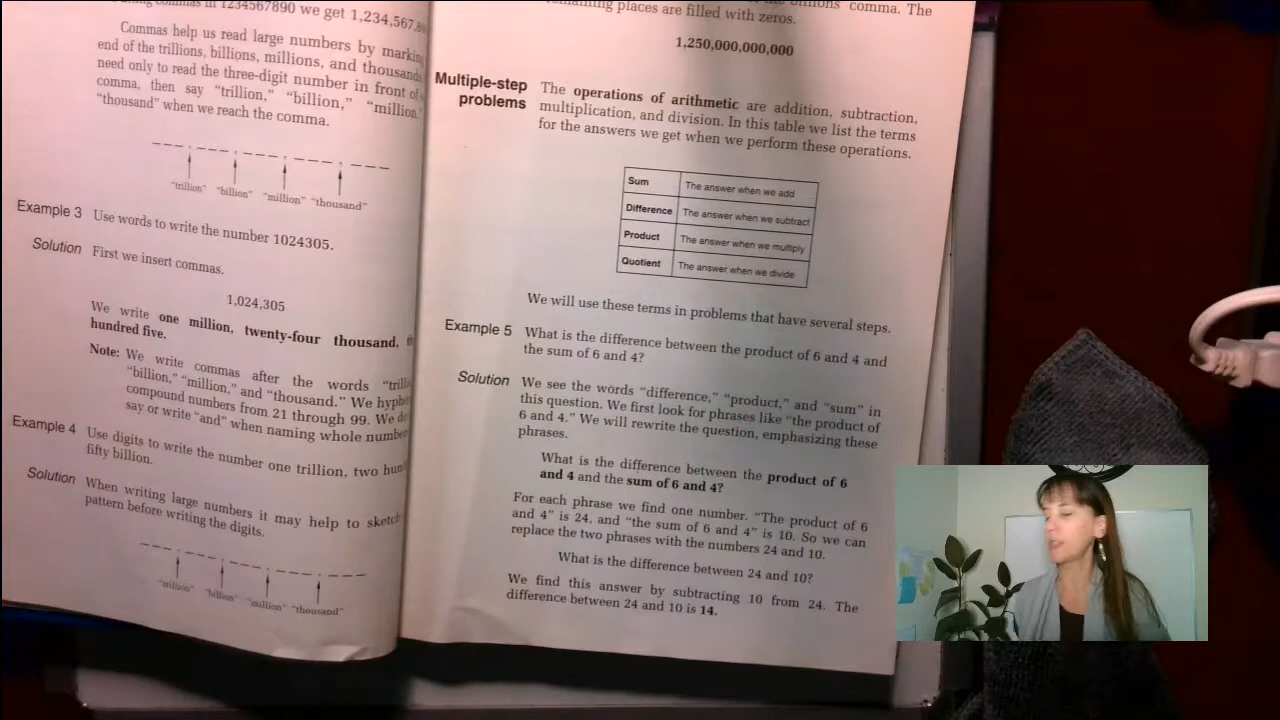 in 1234567890 we get 1,234,567,
Commas help us read large numbers by
end of the trillions, billions, millions, and
need only to read the three-digit number in front of
comma, then say "trillion," "billion," "million,"
"thousand" when we reach the comma.
"trillion" "billion" "million" "thousand"
Example 3 Use words to write the number 1024305.
Solution First we insert commas.
1,024,305
We write one million, twenty-four thousand,
hundred five.
Note: We write commas after the words
"billion," "million," and "thousand." We
compound numbers from 21 through 99. We
say or write "and" when naming whole
Example 4 Use digits to write the number one trillion, two
fifty billion.
Solution When writing large numbers it may help to sketch
pattern before writing the digits.
"trillion" "billion" "million" "thousand"
comma. The
places are filled with zeros.
1,250,000,000,000
Multiple-step problems
The operations of arithmetic are addition, subtraction,
multiplication, and division. In this table we list the terms
for the answers we get when we perform these operations.
Sum The answer when we add
Difference The answer when we subtract
Product The answer when we multiply
Quotient The answer when we divide
We will use these terms in problems that have several steps.
Example 5 What is the difference between the product of 6 and 4 and
the sum of 6 and 4?
Solution We see the words "difference," "product," and "sum" in
this question. We first look for phrases like "the product of
6 and 4." We will rewrite the question, emphasizing these
phrases.
What is the difference between the product of 6
and 4 and the sum of 6 and 4?
For each phrase we find one number. "The product of 6
and 4" is 24, and "the sum of 6 and 4" is 10. So we can
replace the two phrases with the numbers 24 and 10.
What is the difference between 24 and 10?
We find this answer by subtracting 10 from 24. The
difference between 24 and 10 is 14.